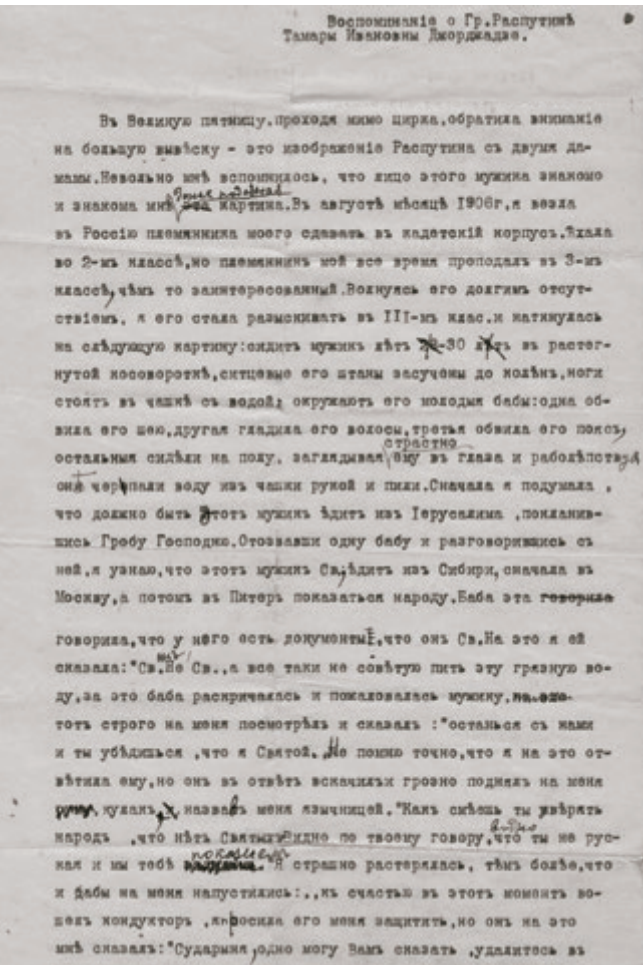 Воспоминаніе о Гр.Распутинѣ
Тамары Ивановны Джорджадзе.
Въ Великую пятницу,проходя мимо цирка,обратила вниманіе
на большую вывѣску - это изображеніе Распутина съ двумя да-
мами.Невольно мнѣ вспомнилось, что лицо этого мужика знакомо
и знакома мнѣ эта картина.Въ августѣ мѣсяцѣ 1906г,я везла
въ Россію племянника моего сдавать въ кадетскій корпусъ.Ѣхала
во 2-мъ классѣ,но племянникъ мой все время пропадалъ въ 3-мъ
классѣ,чѣмъ то заинтересованный.Волнуясь его долгимъ отсут-
ствіемъ, я его стала разыскивать въ III-мъ клас.и наткнулась
на слѣдующую картину:сидитъ мужикъ лѣтъ -30 лѣтъ въ растег-
нутой косовороткѣ,ситцевые его штаны засучены до колѣнъ,ноги
стоятъ въ чашкѣ съ водой; окружаютъ его молодыя бабы:одна об-
вила его шею,другая гладила его волосы,третья обвила его поясъ,
страстно
остальныя сидѣли на полу, заглядывая ему въ глаза и раболѣпствуя
онѣ черпали воду изъ чашки рукой и пили.Сначала я подумала ,
что должно быть этотъ мужикъ ѣдитъ изъ Іерусалима ,покланив-
шись Гробу Господню.Отозвавши одну бабу и разговорившись съ
ней,я узнаю,что этотъ мужикъ Св,ѣдитъ изъ Сибири,сначала въ
Москву,а потомъ въ Питеръ показаться народу.Баба эта говорила
говорила,что у него есть документы,что онъ Св.На это я ей
сказала:"Св.Не Св.,а все таки не совѣтую пить эту грязную во-
ду,за это баба раскричалась и пожаловалась мужику,
тотъ строго на меня посмотрѣлъ и сказалъ :"останься съ нами
и ты убѣдишься ,что я Святой. Не помню точно,что я на это от-
вѣтила ему,но онъ въ отвѣтъ вскачилъ грозно поднялъ на меня
кулакъ, назвавъ меня язычницей."Какъ смѣешь ты увѣрять
видно
народъ ,что нѣтъ Святыхъ видно по твоему говору,что ты не рус-
покажемъ
кая и мы тебѣ Я страшно растерялась, тѣмъ болѣе,что
и бабы на меня напустились:.,къ счастью въ этотъ моментъ во-
шелъ кондукторъ ,я просила его меня защитить,но онъ на это
мнѣ сказалъ:"Сударыня,одно могу Вамъ сказать ,удалитесь въ